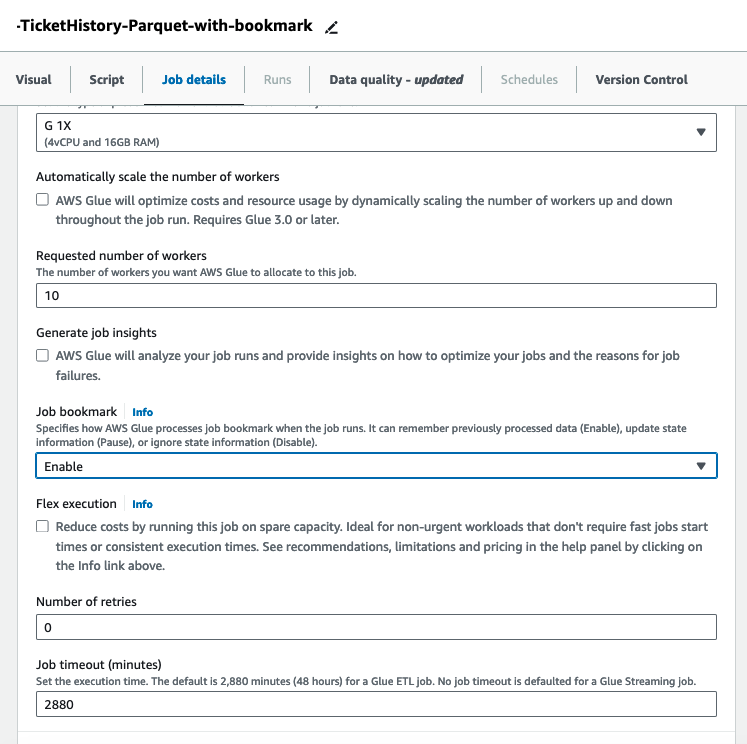 -TicketHistory-Parquet-with-bookmark
Visual Script Job details Runs Data quality - updated Schedules Version Control
G 1X
(4vCPU and 16GB RAM)
Automatically scale the number of workers
AWS Glue will optimize costs and resource usage by dynamically scaling the number of workers up and down
throughout the job run. Requires Glue 3.0 or later.
Requested number of workers
The number of workers you want AWS Glue to allocate to this job.
10
Generate job insights
AWS Glue will analyze your job runs and provide insights on how to optimize your jobs and the reasons for job
failures.
Job bookmark Info
Specifies how AWS Glue processes job bookmark when the job runs. It can remember previously processed data (Enable), update state
information (Pause), or ignore state information (Disable).
Enable
Flex execution Info
Reduce costs by running this job on spare capacity. Ideal for non-urgent workloads that don't require fast jobs start
times or consistent execution times. See recommendations, limitations and pricing in the help panel by clicking on
the Info link above.
Number of retries
0
Job timeout (minutes)
Set the execution time. The default is 2,880 minutes (48 hours) for a Glue ETL job. No job timeout is defaulted for a Glue Streaming job.
2880